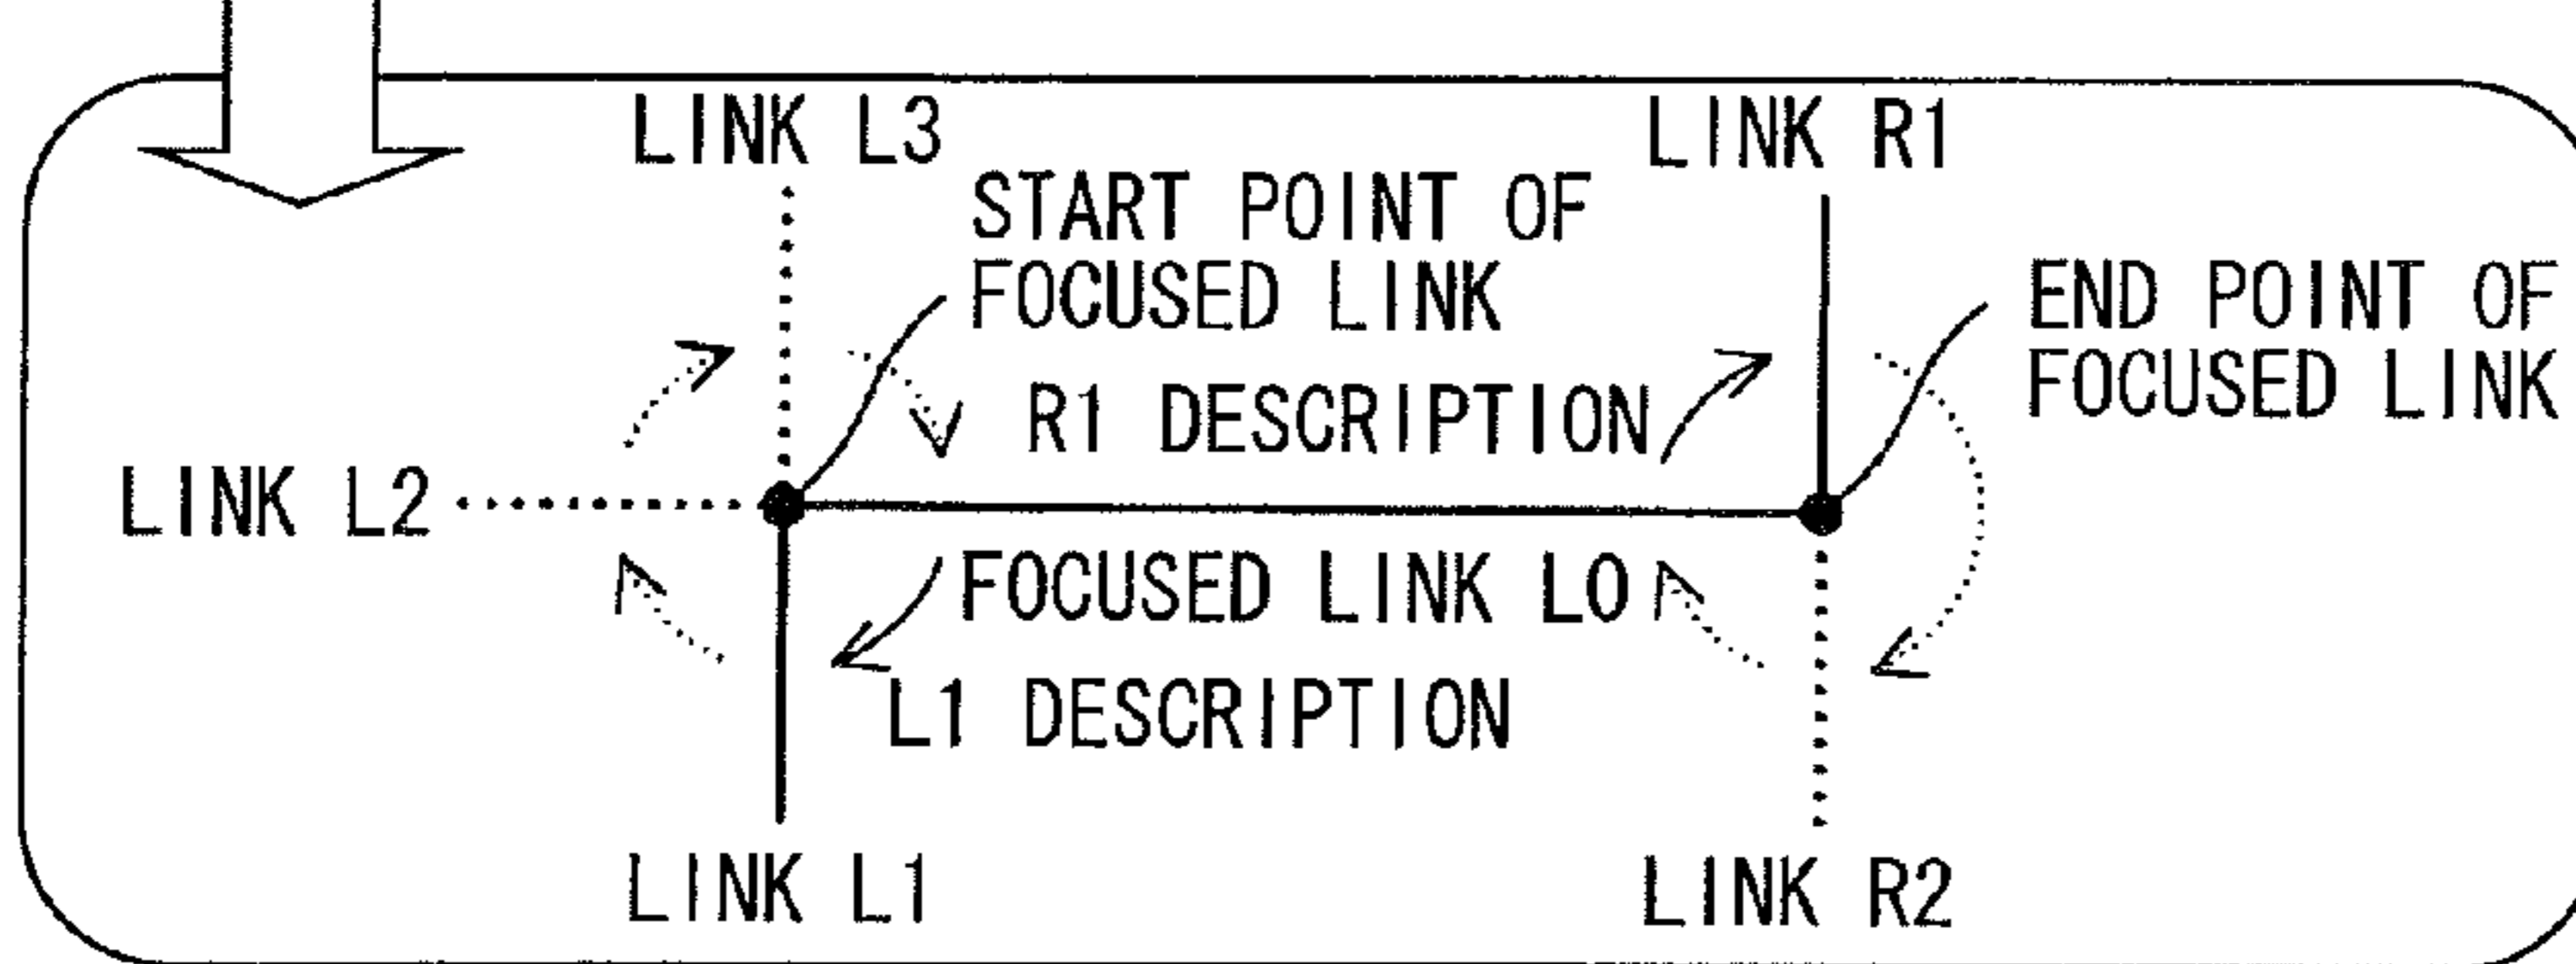 LINK L3
LINK R1
START POINT OF
FOCUSED LINK
END POINT OF
FOCUSED LINK
R1 DESCRIPTION
LINK L2
FOCUSED LINK L0
L1 DESCRIPTION
LINK L1
LINK R2